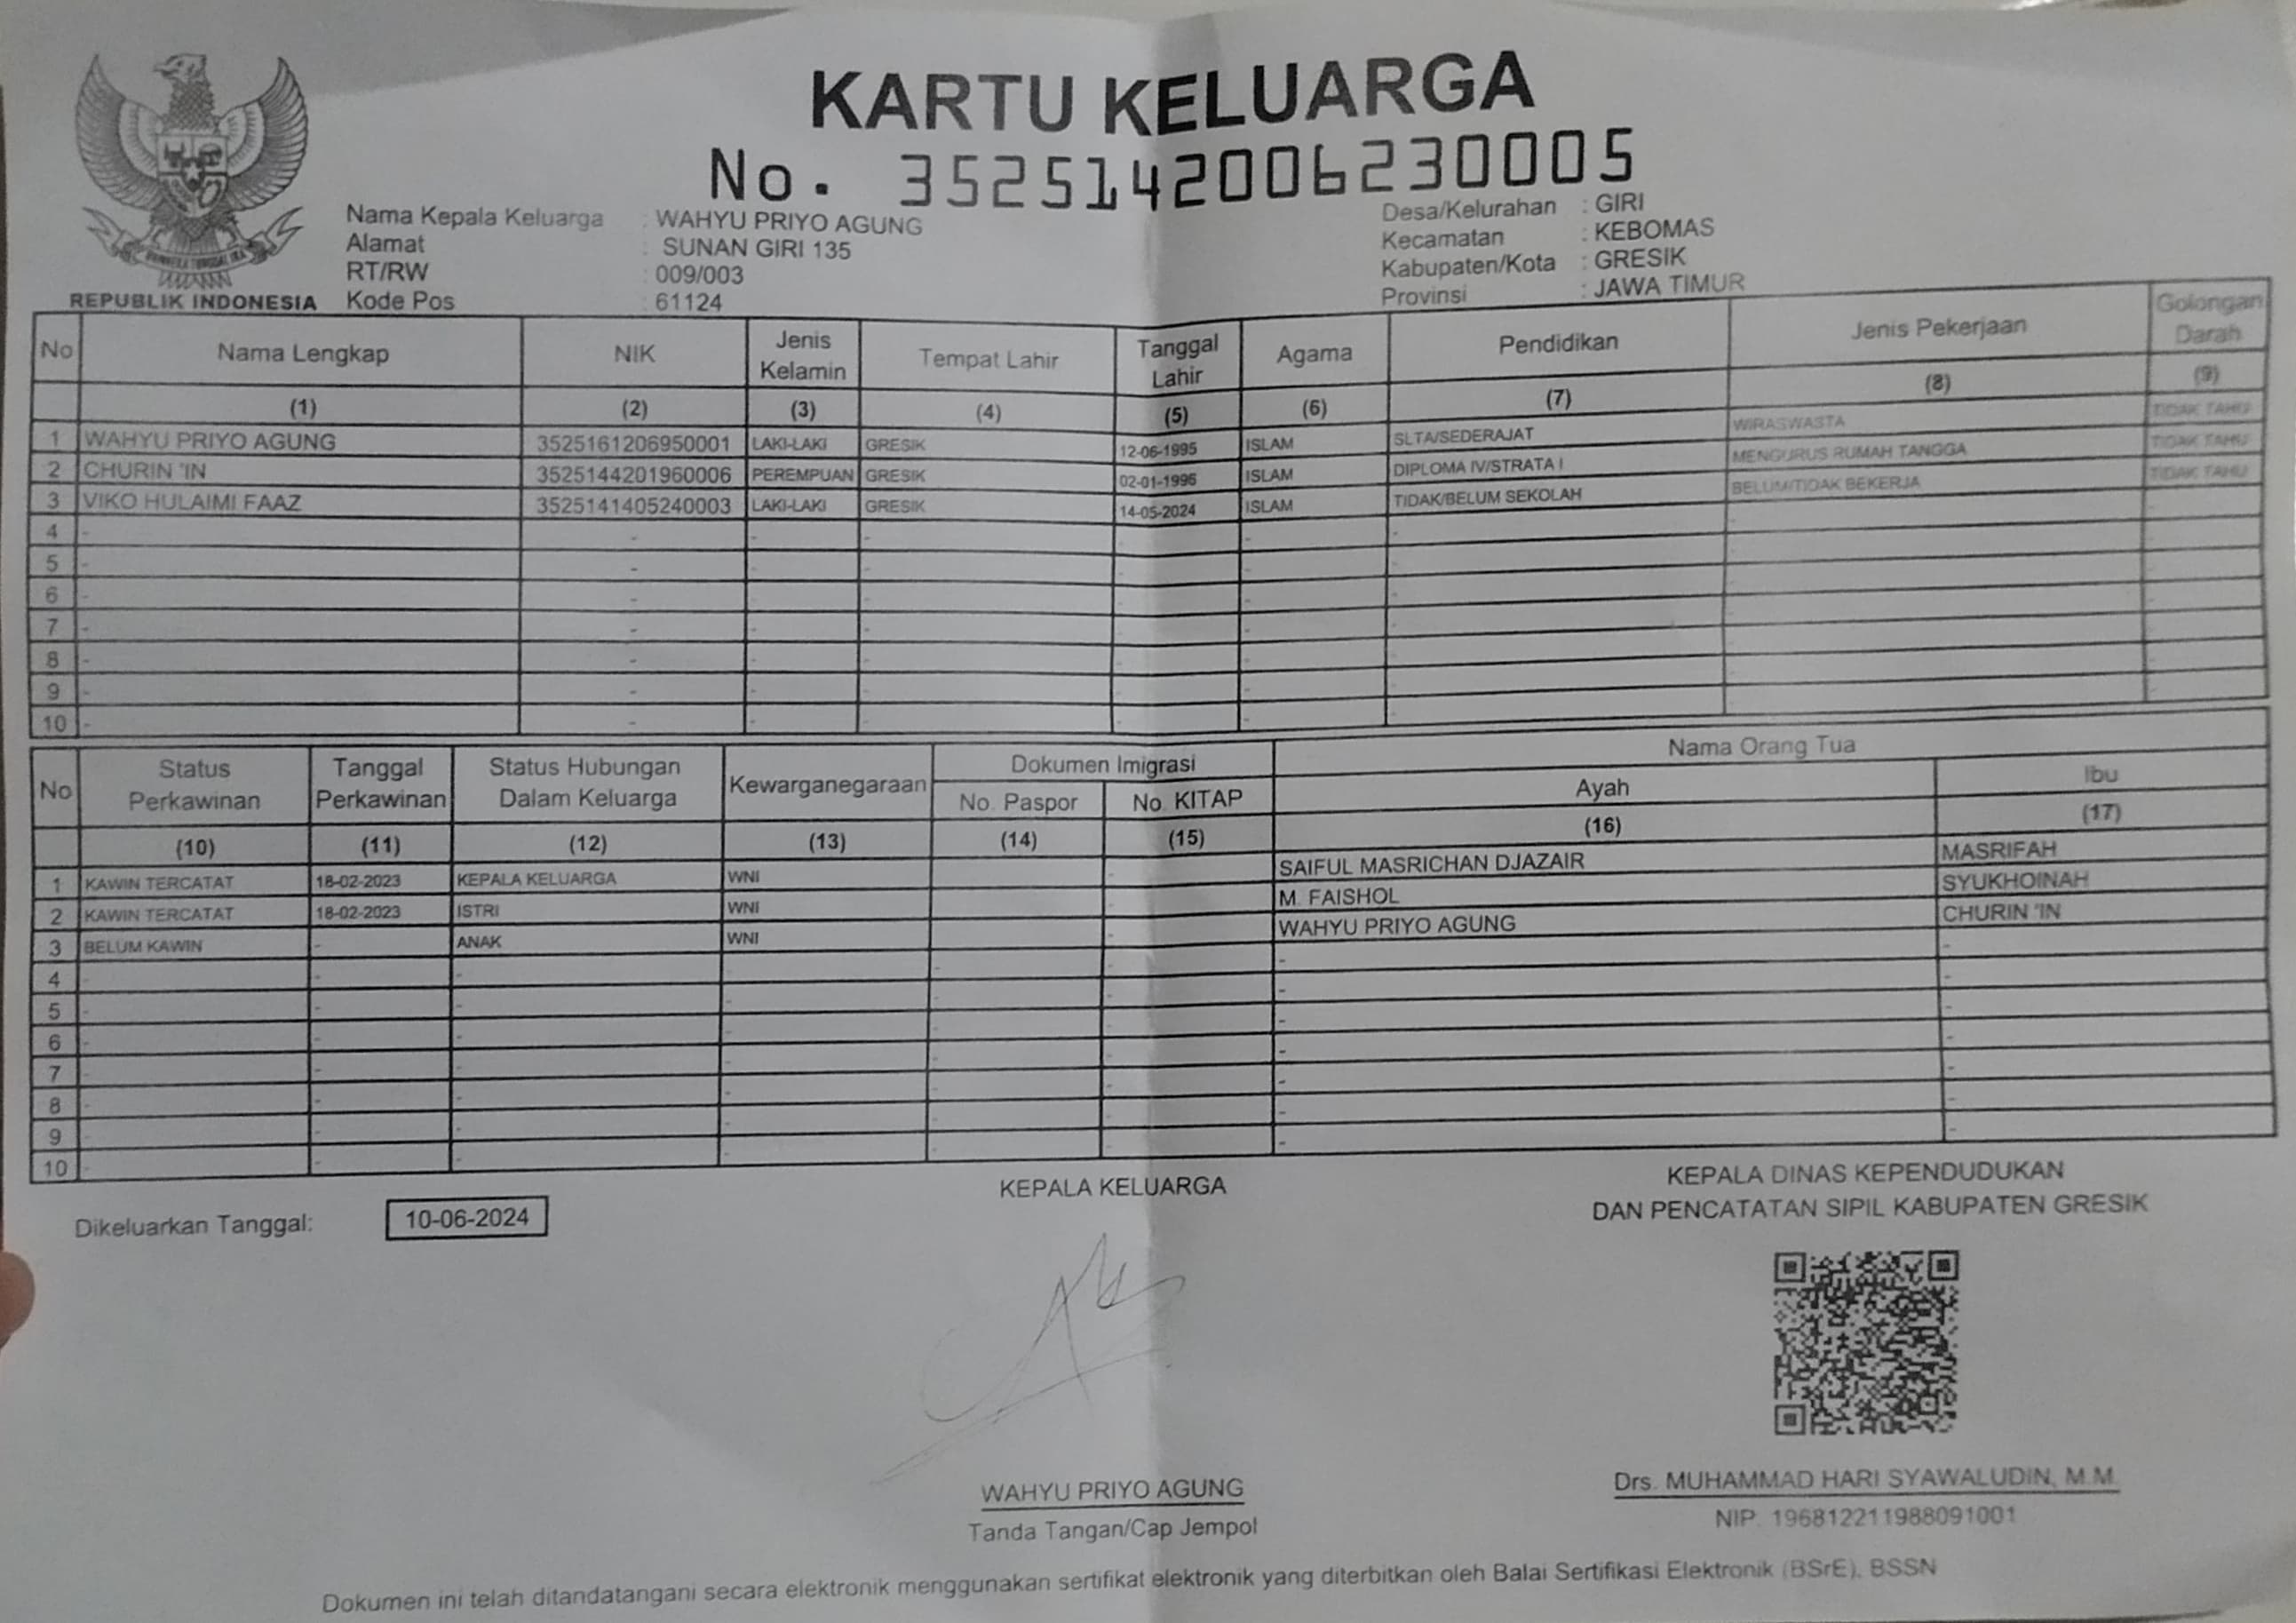 KARTU KELUARGA
No. 3525142006230005
Nama Kepala Keluarga : WAHYU PRIYO AGUNG
Alamat : SUNAN GIRI 135
RT/RW : 009/003
Kode Pos : 61124
Desa/Kelurahan : GIRI
Kecamatan : KEBOMAS
Kabupaten/Kota : GRESIK
Provinsi : JAWA TIMUR
REPUBLIK INDONESIA
No Nama Lengkap NIK Jenis Kelamin Tempat Lahir Tanggal Lahir Agama Pendidikan Jenis Pekerjaan Golongan Darah
(1) (2) (3) (4) (5) (6) (7) (8) (9)
1 WAHYU PRIYO AGUNG 3525161206950001 LAKI-LAKI GRESIK 12-06-1995 ISLAM SLTA/SEDERAJAT WIRASWASTA TIDAK TAHU
2 CHURIN 'IN 3525144201960006 PEREMPUAN GRESIK 02-01-1996 ISLAM DIPLOMA IV/STRATA I MENGURUS RUMAH TANGGA TIDAK TAHU
3 VIKO HULAIMI FAAZ 3525141405240003 LAKI-LAKI GRESIK 14-05-2024 ISLAM TIDAK/BELUM SEKOLAH BELUM/TIDAK BEKERJA TIDAK TAHU
4 - - - - - - - - -
5 - - - - - - - - -
6 - - - - - - - - -
7 - - - - - - - - -
8 - - - - - - - - -
9 - - - - - - - - -
10 - - - - - - - - -
No Status Perkawinan Tanggal Perkawinan Status Hubungan Dalam Keluarga Kewarganegaraan Dokumen Imigrasi Nama Orang Tua
No. Paspor No. KITAP Ayah Ibu
(10) (11) (12) (13) (14) (15) (16) (17)
1 KAWIN TERCATAT 18-02-2023 KEPALA KELUARGA WNI - SAIFUL MASRICHAN DJAZAIR MASRIFAH
2 KAWIN TERCATAT 18-02-2023 ISTRI WNI - M. FAISHOL SYUKHOINAH
3 BELUM KAWIN - ANAK WNI - WAHYU PRIYO AGUNG CHURIN 'IN
4 - - - - - - - -
5 - - - - - - - -
6 - - - - - - - -
7 - - - - - - - -
8 - - - - - - - -
9 - - - - - - - -
10 - - - - - - - -
Dikeluarkan Tanggal: 10-06-2024
KEPALA KELUARGA
WAHYU PRIYO AGUNG
Tanda Tangan/Cap Jempol
KEPALA DINAS KEPENDUDUKAN
DAN PENCATATAN SIPIL KABUPATEN GRESIK
Drs. MUHAMMAD HARI SYAWALUDIN, M.M.
NIP. 196812211988091001
Dokumen ini telah ditandatangani secara elektronik menggunakan sertifikat elektronik yang diterbitkan oleh Balai Sertifikasi Elektronik (BSrE), BSSN